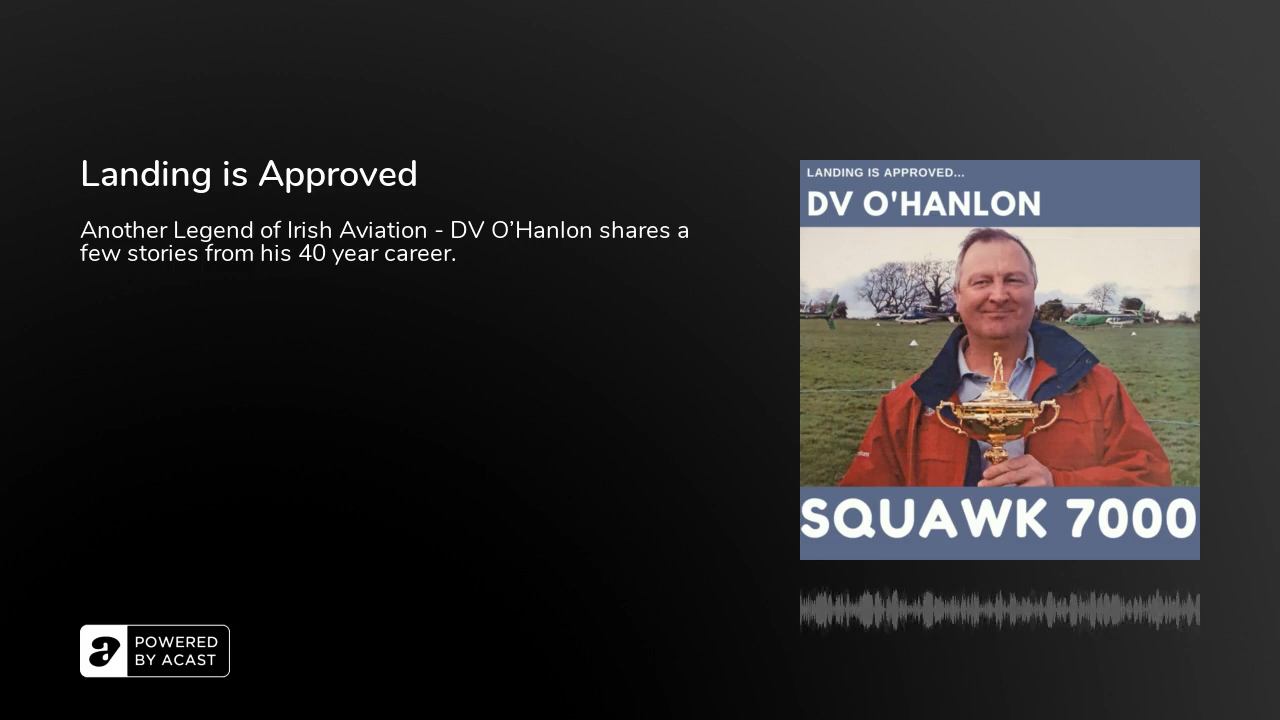 Landing is Approved
Another Legend of Irish Aviation - DV O’Hanlon shares a
few stories from his 40 year career.
LANDING IS APPROVED...
DV O'HANLON
SQUAWK 7000
a POWERED
BY ACAST